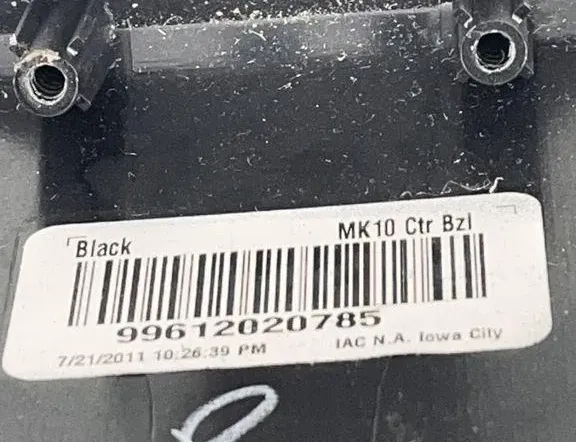 Black MK10 Ctr Bzl
99612020785
7/21/2011 10:26:39 PM IAC N.A. Iowa City